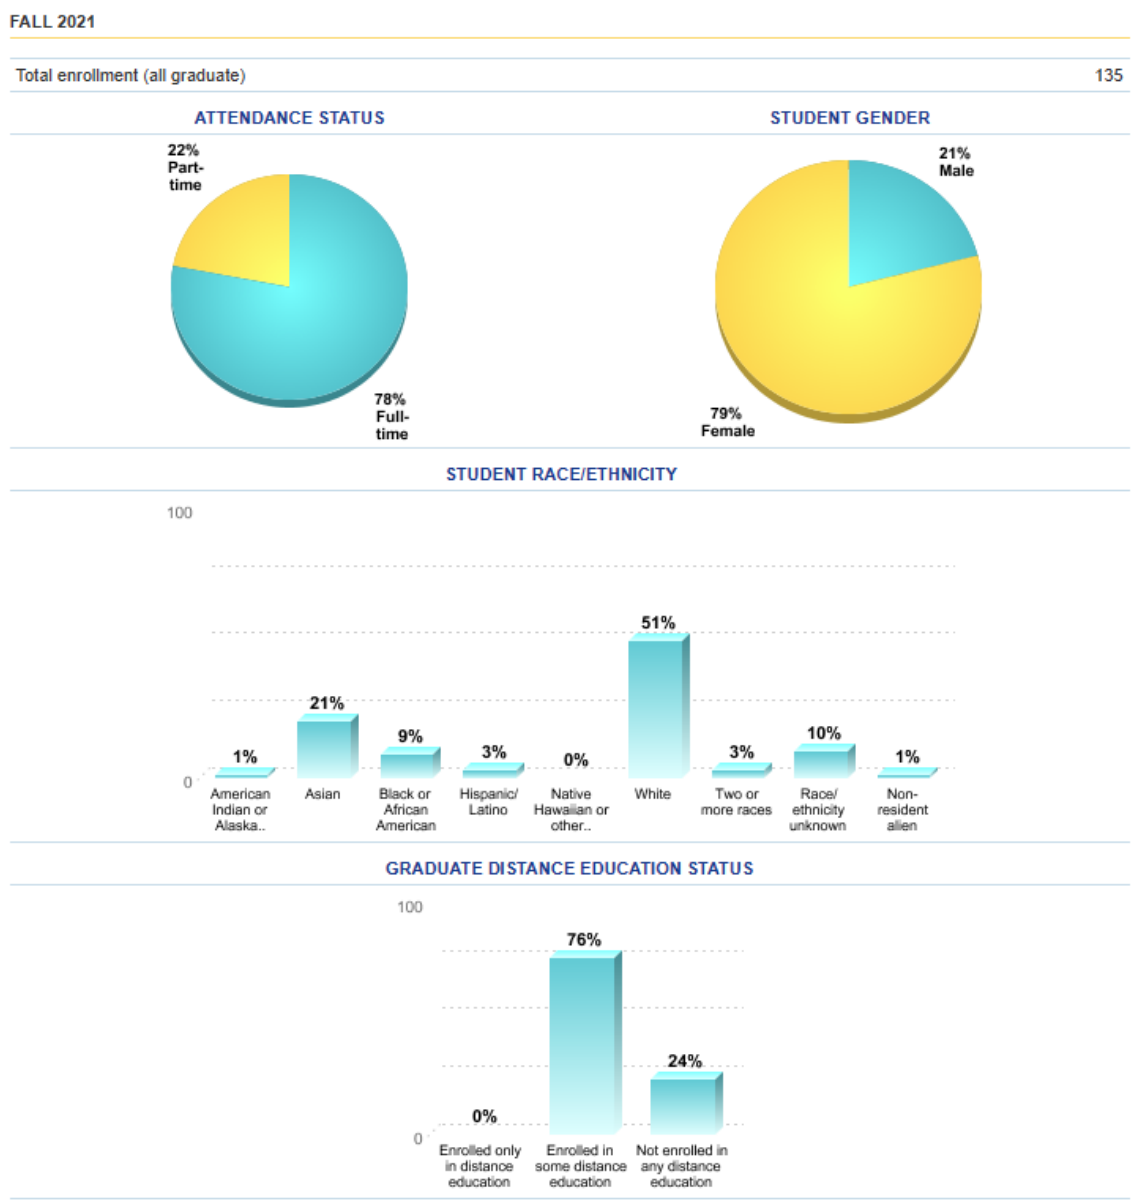 FALL 2021
Total enrollment (all graduate) 135
ATTENDANCE STATUS
22%
Part-
time
78%
Full-
time
STUDENT GENDER
21%
Male
79%
Female
STUDENT RACE/ETHNICITY
100
0
1%
21%
9%
3%
0%
51%
3%
10%
1%
American
Indian or
Alaska..
Asian
Black or
African
American
Hispanic/
Latino
Native
Hawaiian or
other..
White
Two or
more races
Race/
ethnicity
unknown
Non-
resident
alien
GRADUATE DISTANCE EDUCATION STATUS
100
0
0%
76%
24%
Enrolled only
in distance
education
Enrolled in
some distance
education
Not enrolled in
any distance
education